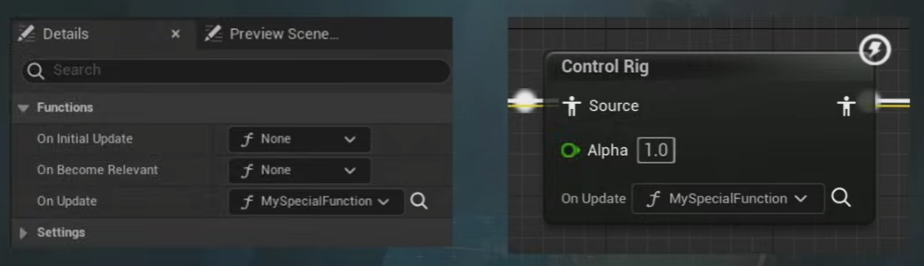 Details × Preview Scene...
Search
Functions
On Initial Update f None
On Become Relevant f None
On Update f MySpecialFunction
Settings
Control Rig
Source
Alpha 1.0
On Update f MySpecialFunction